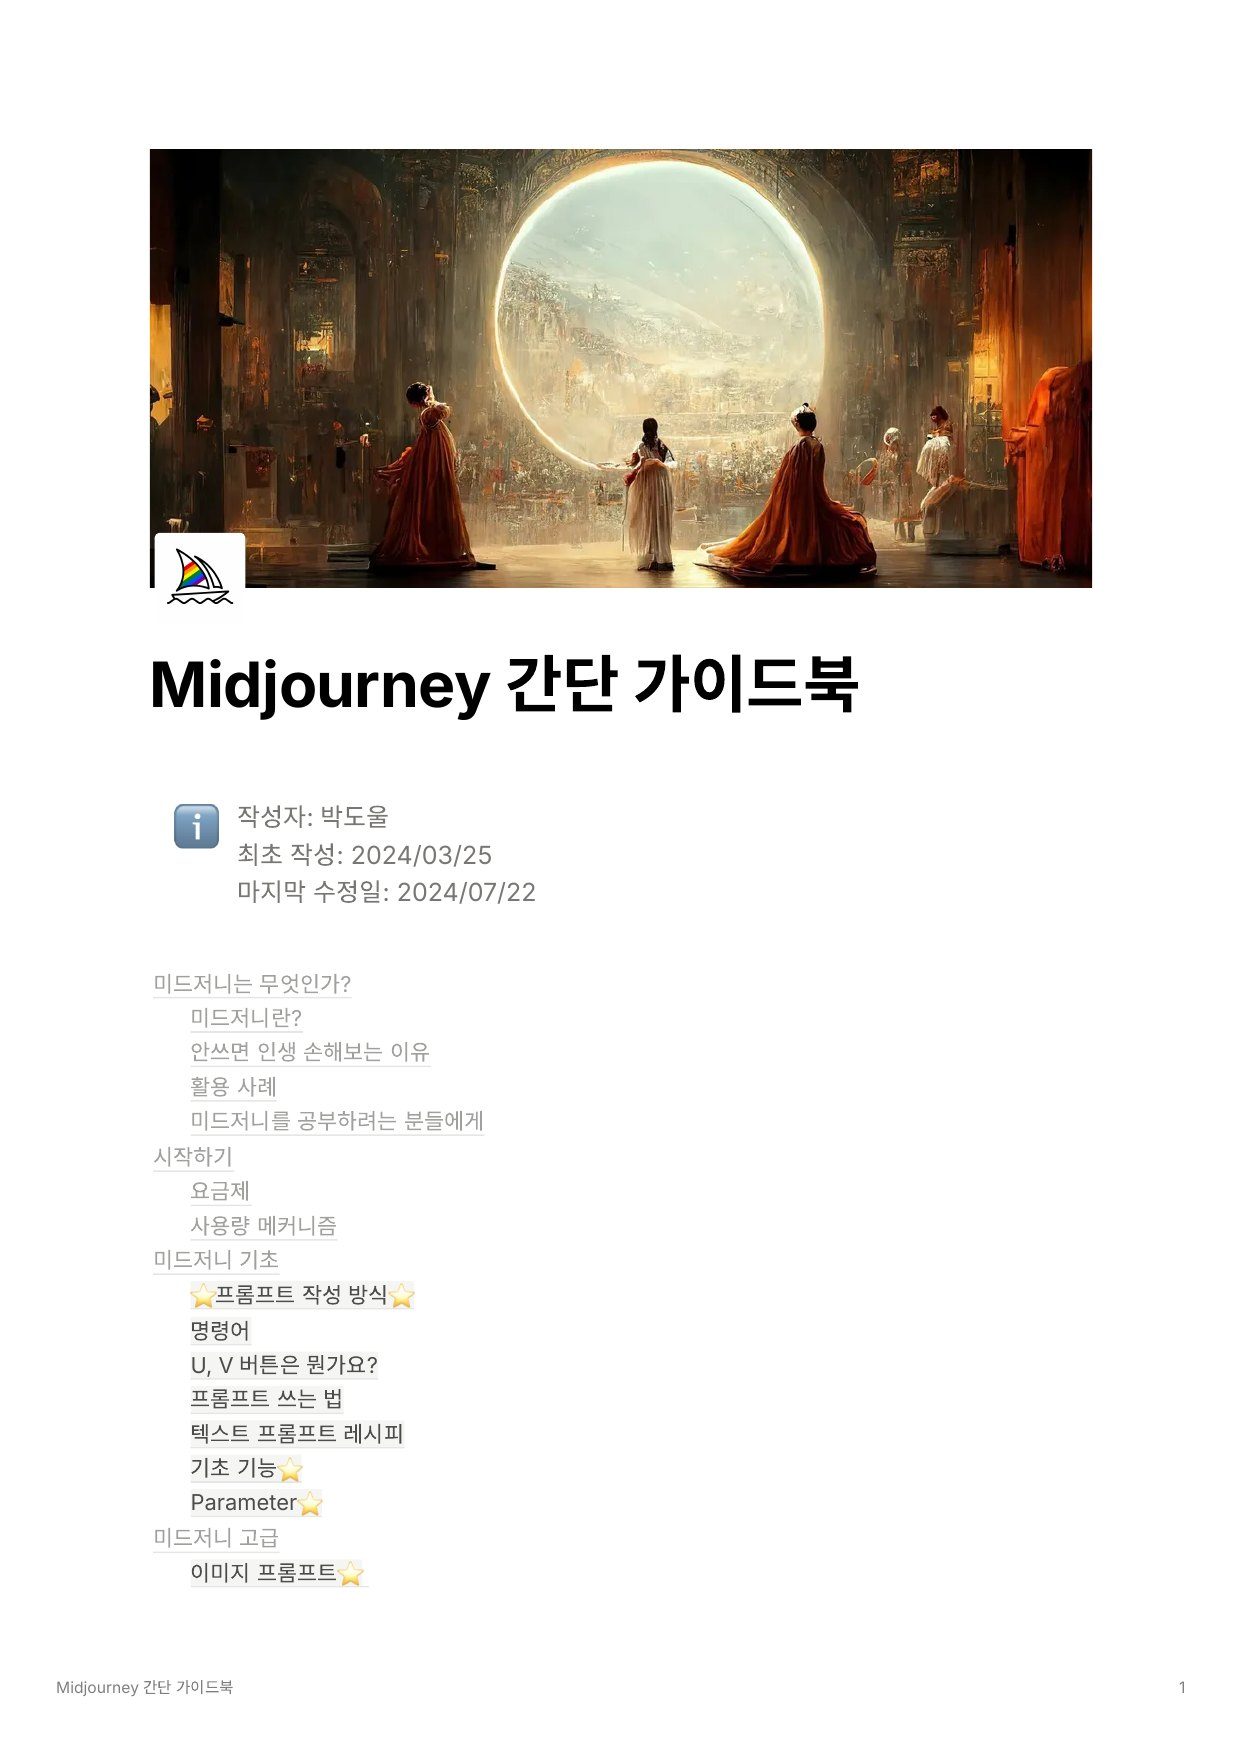 Midjourney 간단 가이드북
작성자: 박도울
최초 작성: 2024/03/25
마지막 수정일: 2024/07/22
미드저니는 무엇인가?
미드저니란?
안쓰면 인생 손해보는 이유
활용 사례
미드저니를 공부하려는 분들에게
시작하기
요금제
사용량 메커니즘
미드저니 기초
⭐프롬프트 작성 방식⭐
명령어
U, V 버튼은 뭔가요?
프롬프트 쓰는 법
텍스트 프롬프트 레시피
기초 기능⭐
Parameter⭐
미드저니 고급
이미지 프롬프트⭐
Midjourney 간단 가이드북
1